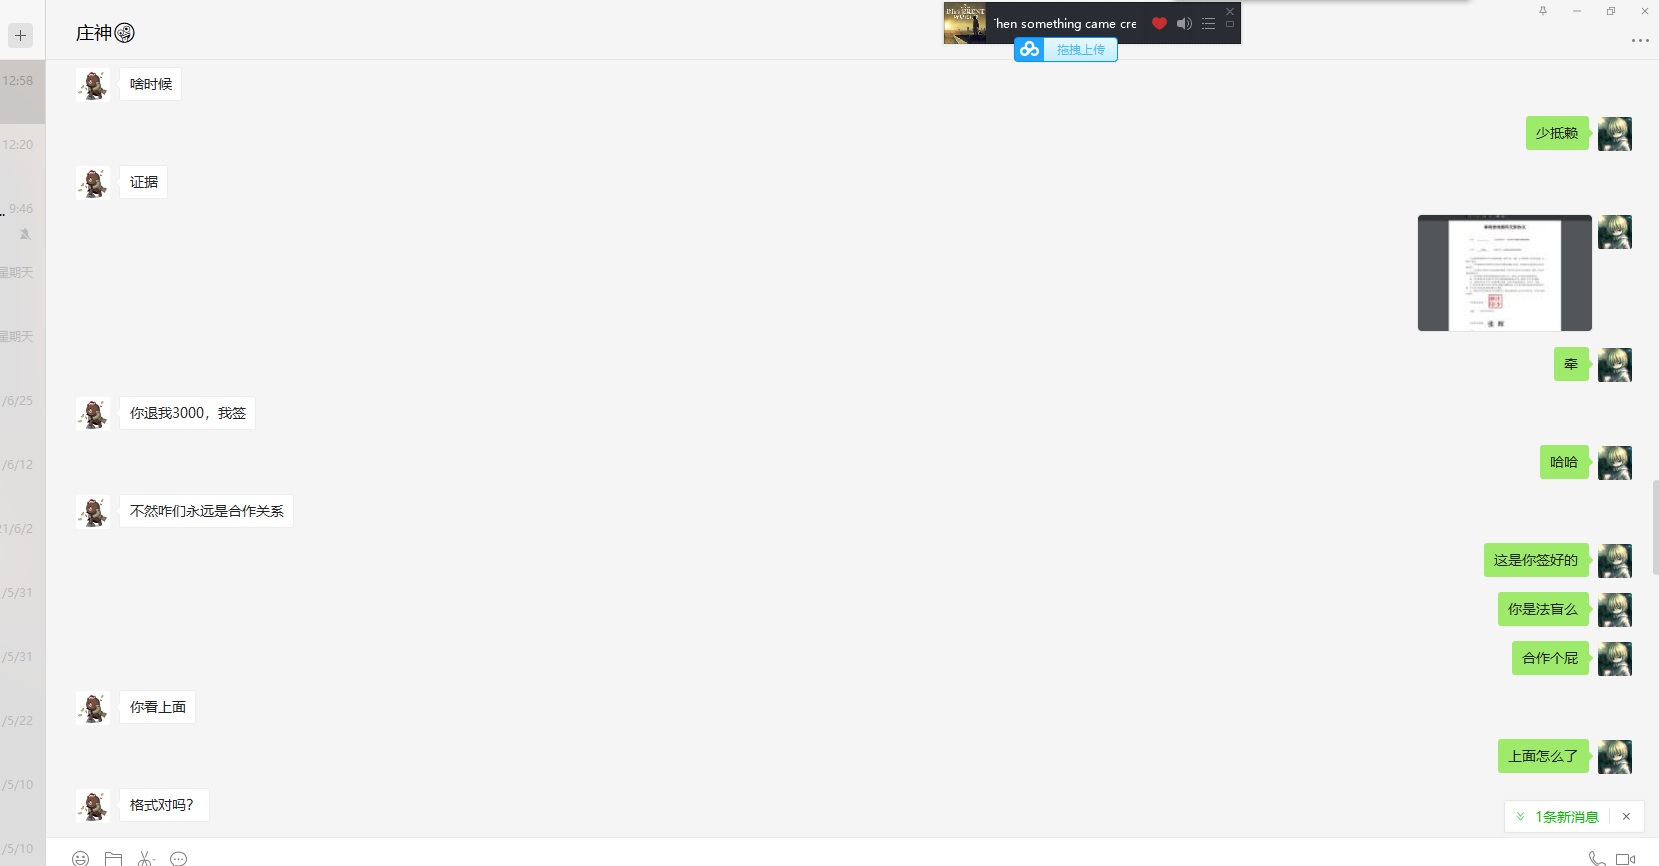 庄神
DIFFERENT
WORLD
Then something came cre
拖拽上传
12:58
12:20
9:46
星期天
星期天
/6/25
/6/12
21/6/2
/5/31
/5/31
/5/22
/5/10
/5/10
啥时候
少抵赖
证据
牵
你退我3000，我签
哈哈
不然咋们永远是合作关系
这是你签好的
你是法盲么
合作个屁
你看上面
上面怎么了
格式对吗？
1条新消息